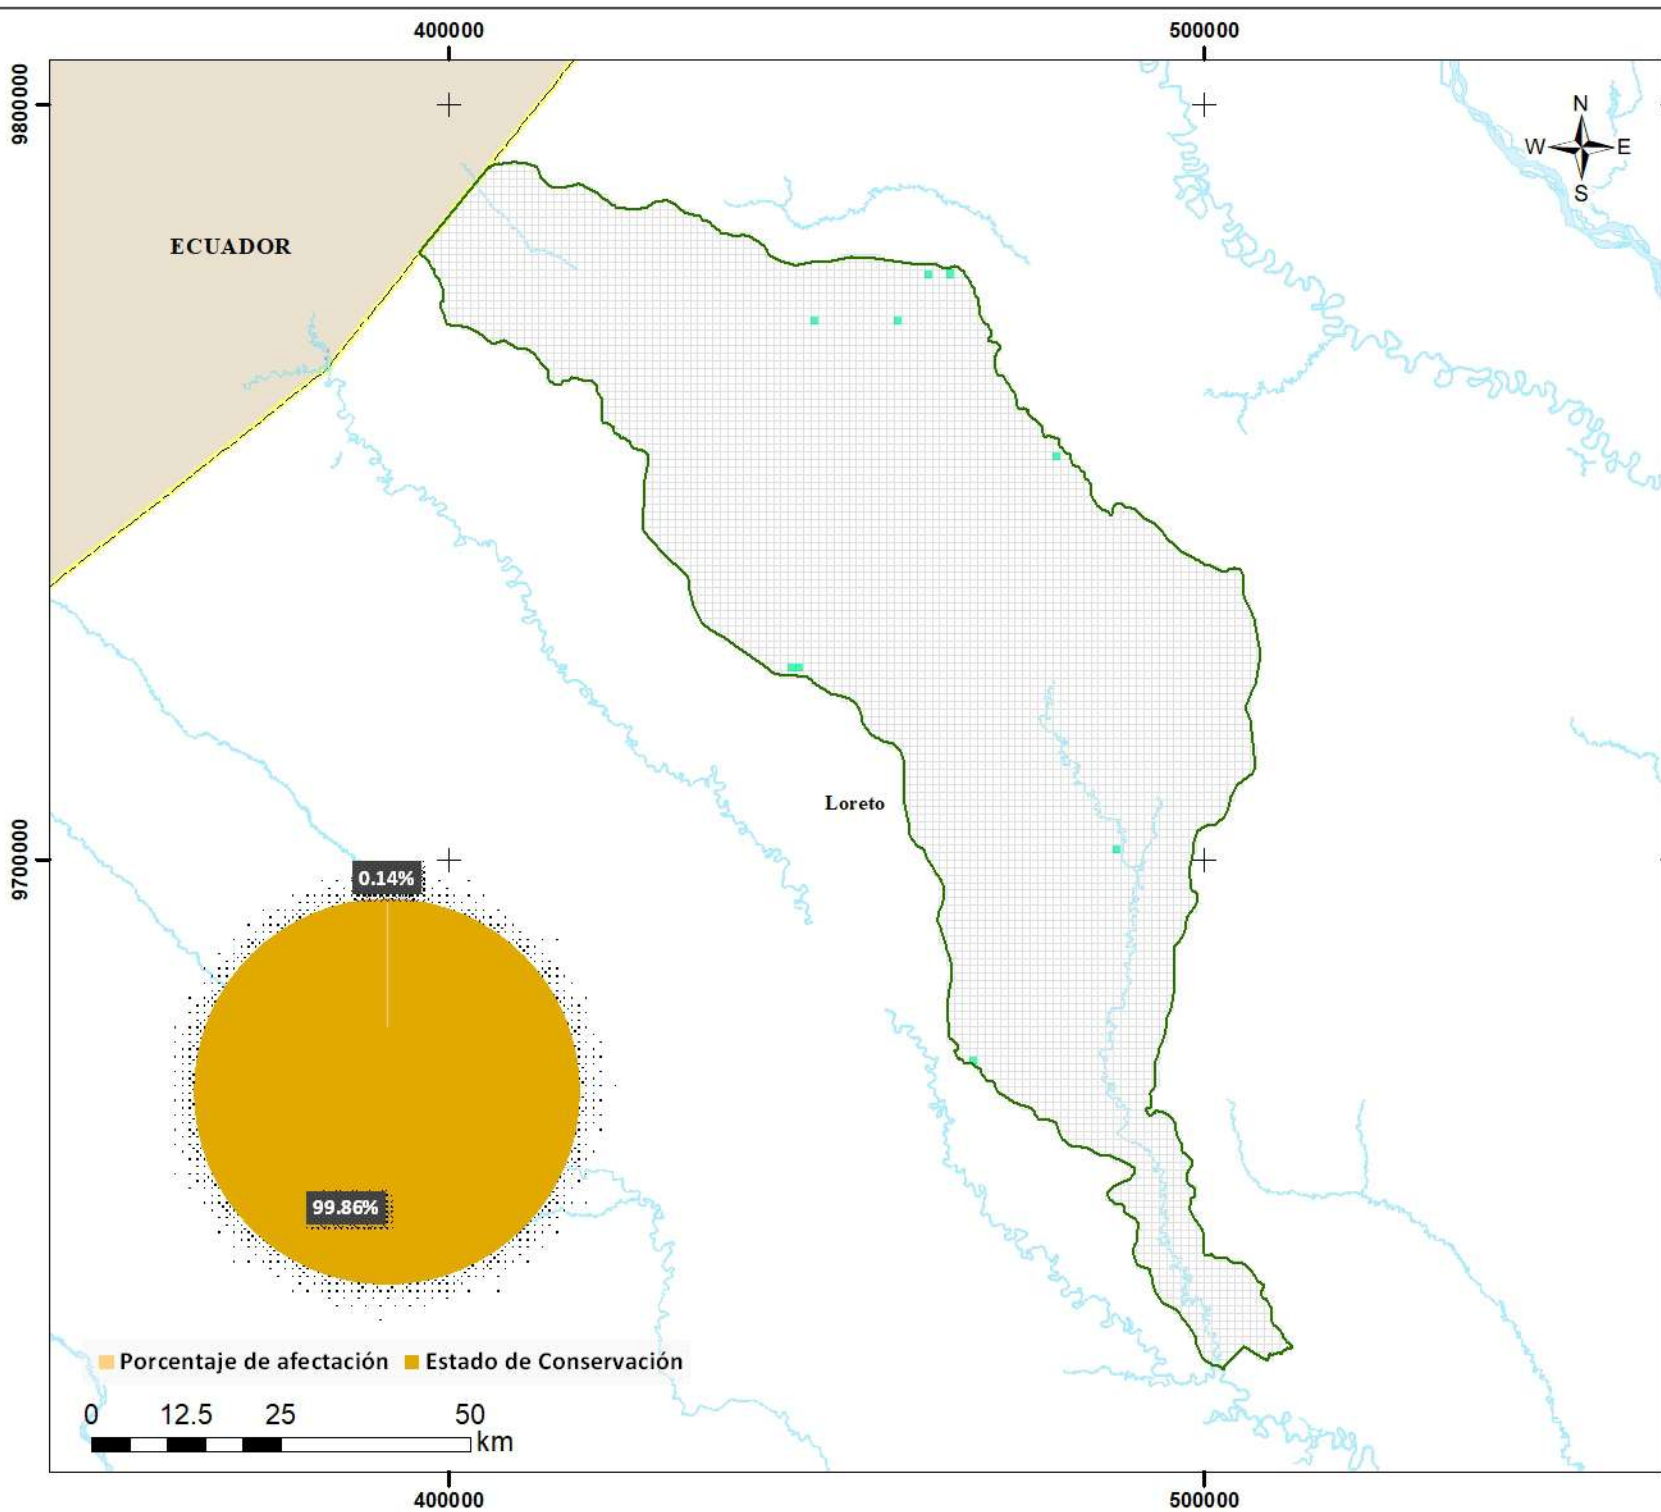 400000 500000
9800000
N
W E
S
ECUADOR
Loreto
9700000
0.14%
99.86%
Porcentaje de afectación Estado de Conservación
0 12.5 25 50
km
400000 500000